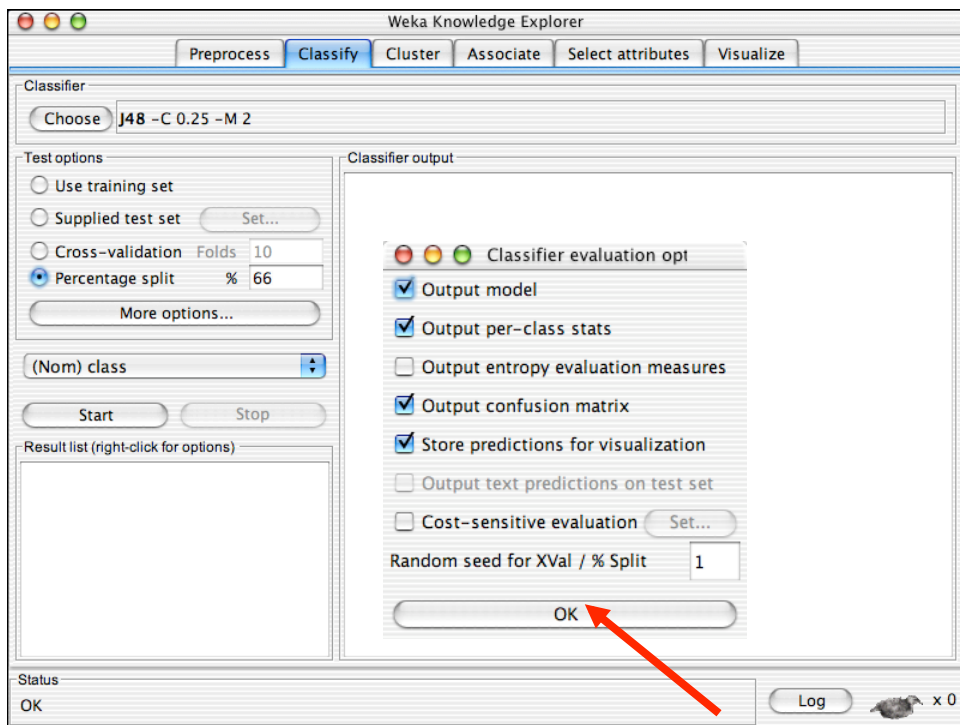 Weka Knowledge Explorer
Preprocess Classify Cluster Associate Select attributes Visualize
Classifier
Choose J48 -C 0.25 -M 2
Test options
Use training set
Supplied test set Set...
Cross-validation Folds 10
Percentage split % 66
More options...
(Nom) class
Start Stop
Result list (right-click for options)
Classifier output
Classifier evaluation opt
Output model
Output per-class stats
Output entropy evaluation measures
Output confusion matrix
Store predictions for visualization
Output text predictions on test set
Cost-sensitive evaluation Set...
Random seed for XVal / % Split 1
OK
Status
OK
Log x 0